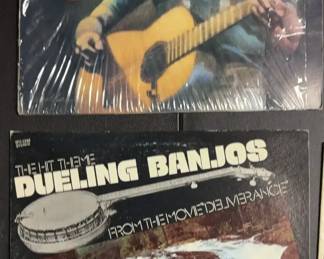 THE HIT THEME
DUELING BANJOS
FROM THE MOVIE "DELIVERANCE"